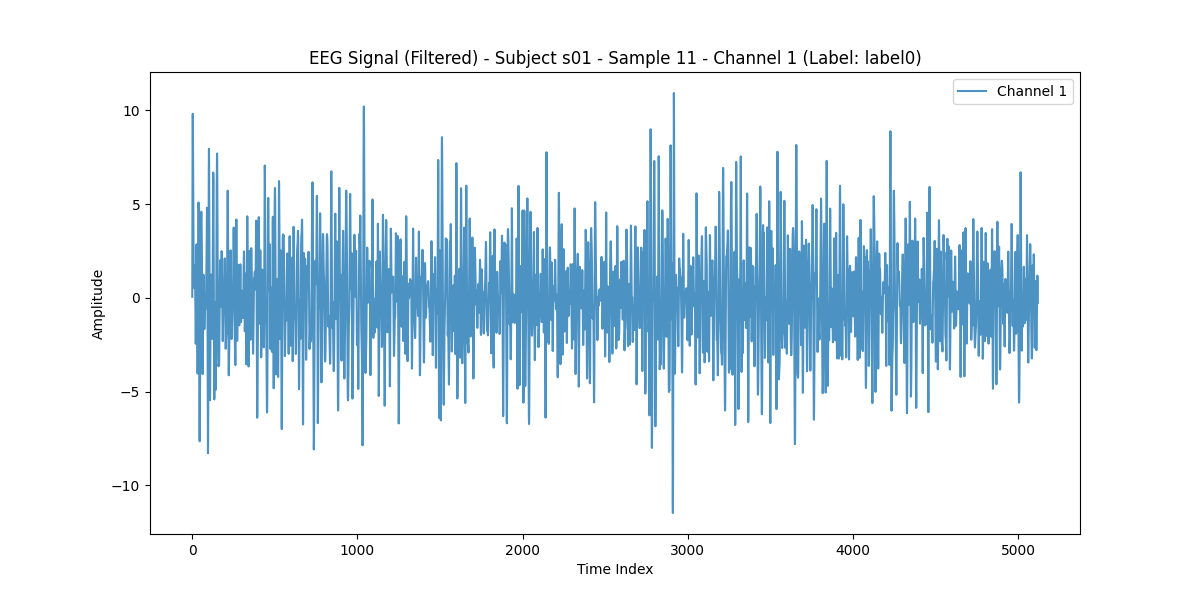 EEG Signal (Filtered) - Subject s01 - Sample 11 - Channel 1 (Label: label0)
Channel 1
10
5
0
−5
−10
Amplitude
0 1000 2000 3000 4000 5000
Time Index